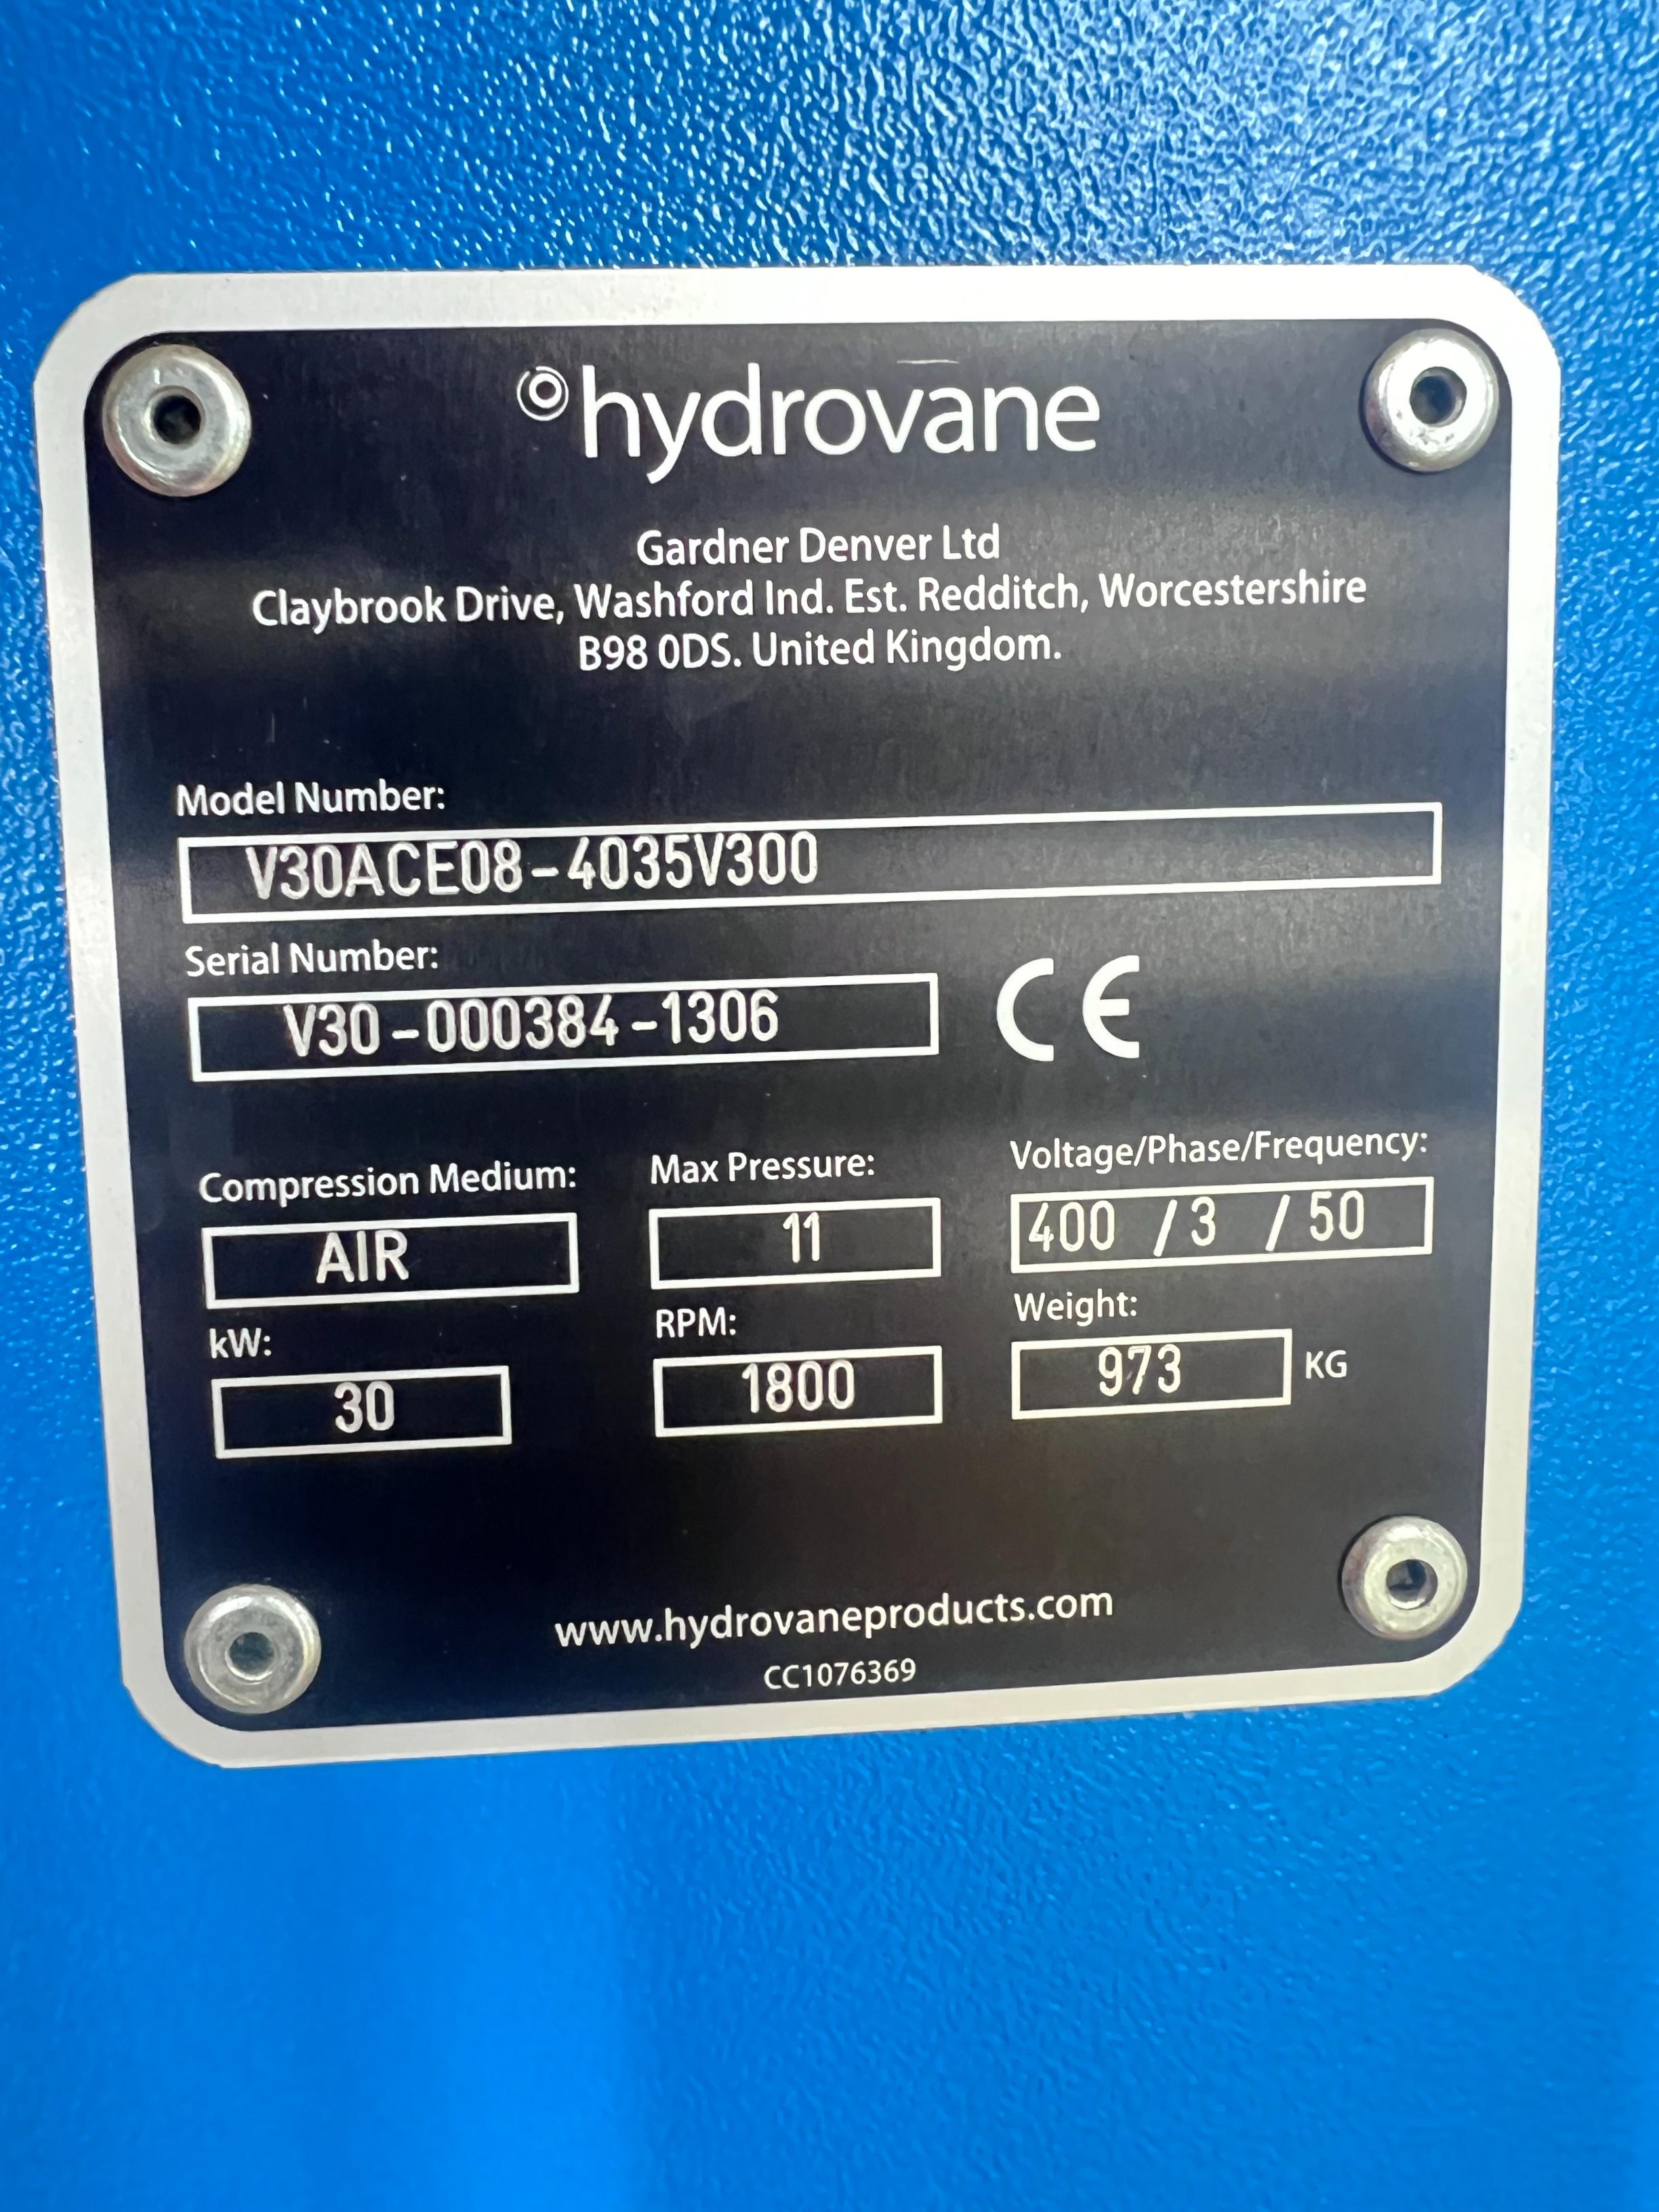 hydrovane
Gardner Denver Ltd
Claybrook Drive, Washford Ind. Est. Redditch, Worcestershire
B98 0DS. United Kingdom.
Model Number:
V30ACE08-4035V300
Serial Number:
V30-000384-1306 CE
Compression Medium: Max Pressure: Voltage/Phase/Frequency:
AIR 11 400 / 3 / 50
kW: RPM: Weight:
30 1800 973 KG
www.hydrovaneproducts.com
CC1076369